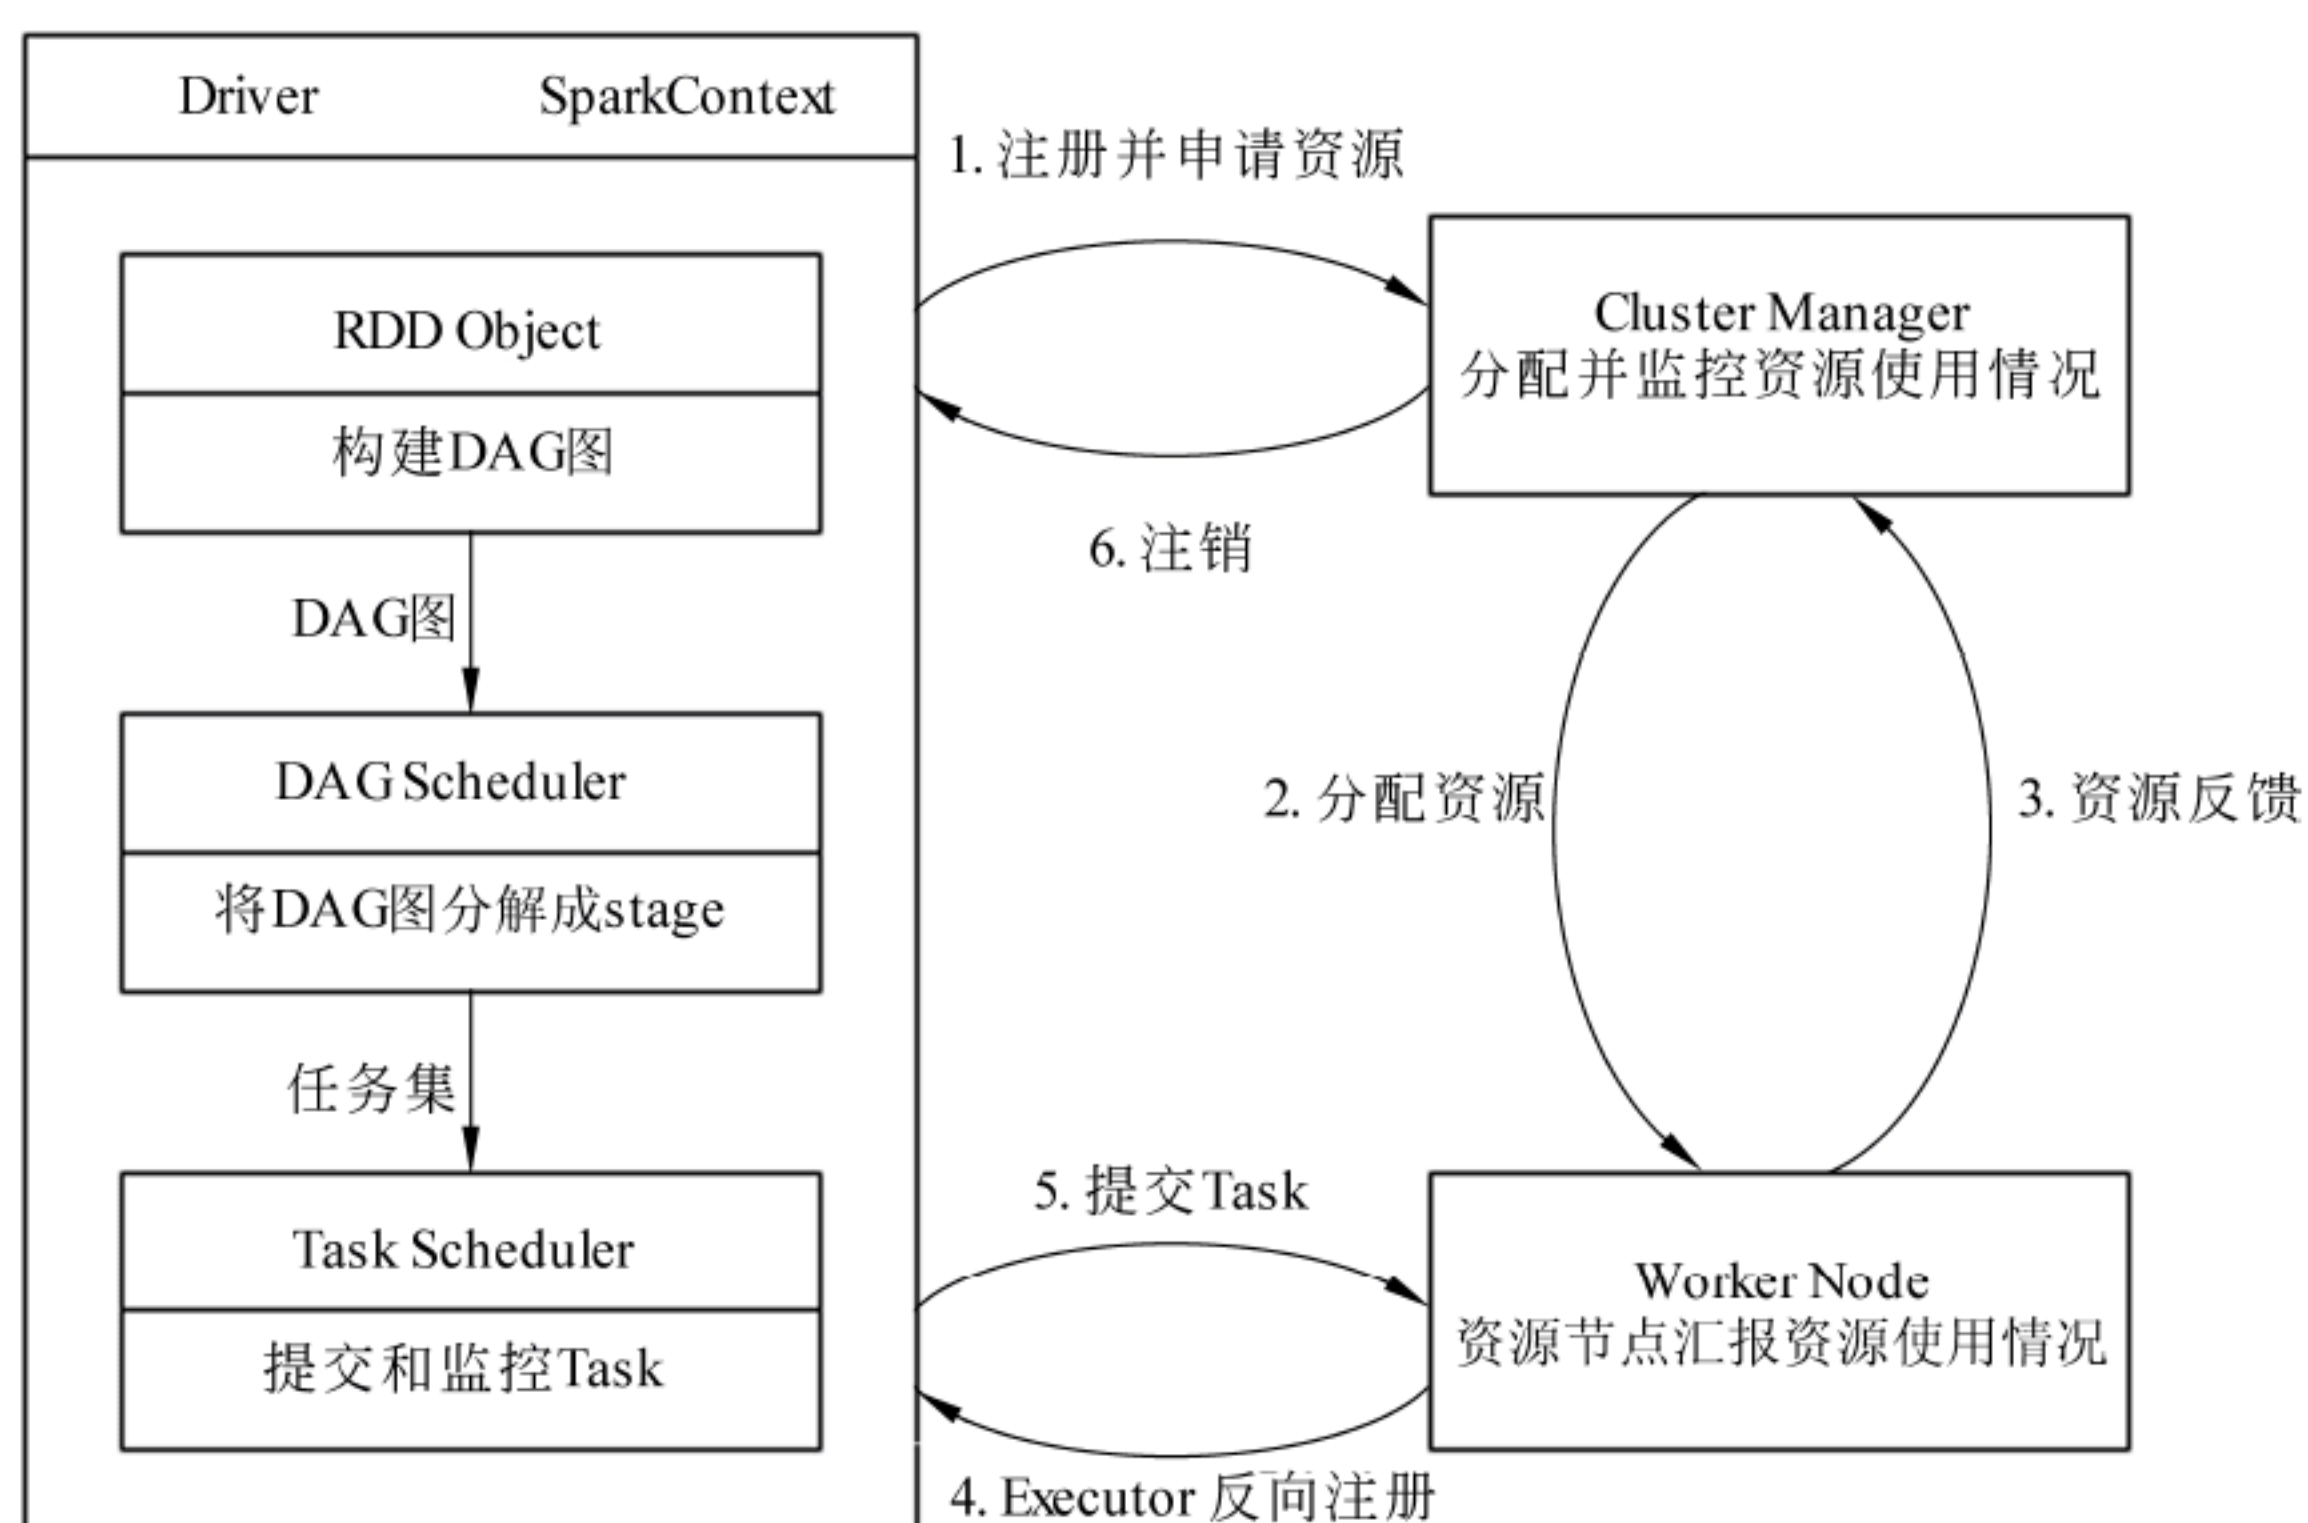 Driver SparkContext
1. 注册并申请资源
RDD Object
构建DAG图
Cluster Manager
分配并监控资源使用情况
6. 注销
DAG图
DAG Scheduler
将DAG图分解成stage
2. 分配资源
3. 资源反馈
任务集
Task Scheduler
提交和监控Task
5. 提交Task
Worker Node
资源节点汇报资源使用情况
4. Executor 反向注册